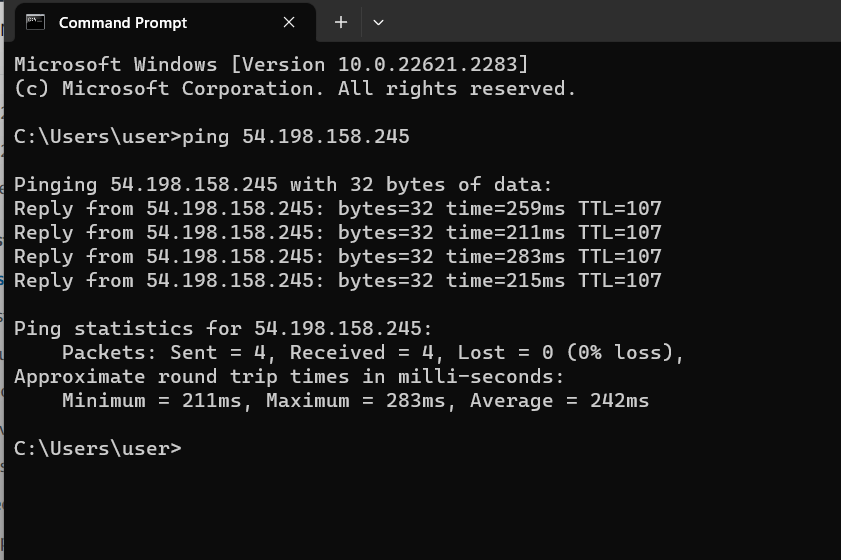 Command Prompt
Microsoft Windows [Version 10.0.22621.2283]
(c) Microsoft Corporation. All rights reserved.
C:\Users\user>ping 54.198.158.245
Pinging 54.198.158.245 with 32 bytes of data:
Reply from 54.198.158.245: bytes=32 time=259ms TTL=107
Reply from 54.198.158.245: bytes=32 time=211ms TTL=107
Reply from 54.198.158.245: bytes=32 time=283ms TTL=107
Reply from 54.198.158.245: bytes=32 time=215ms TTL=107
Ping statistics for 54.198.158.245:
    Packets: Sent = 4, Received = 4, Lost = 0 (0% loss),
Approximate round trip times in milli-seconds:
    Minimum = 211ms, Maximum = 283ms, Average = 242ms
C:\Users\user>